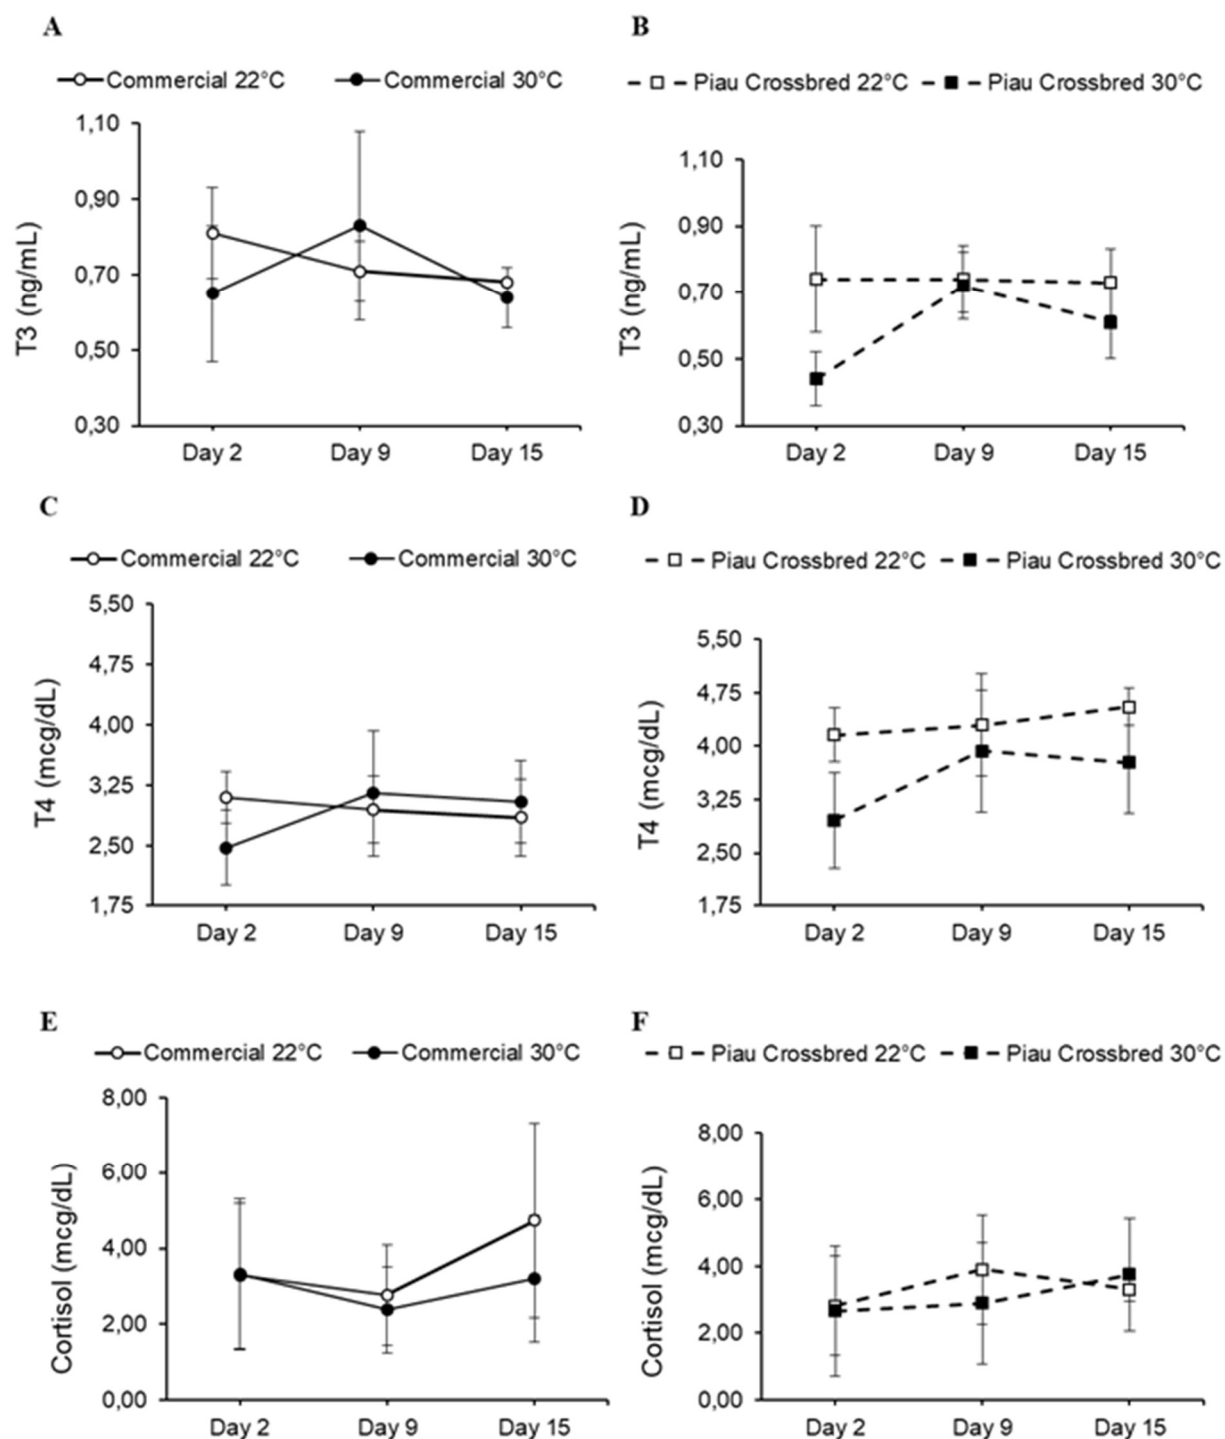 A
Commercial 22°C Commercial 30°C
1,10
0,90
0,70
0,50
0,30
T3 (ng/mL)
Day 2 Day 9 Day 15
B
Piau Crossbred 22°C Piau Crossbred 30°C
1,10
0,90
0,70
0,50
0,30
T3 (ng/mL)
Day 2 Day 9 Day 15
C
Commercial 22°C Commercial 30°C
5,50
4,75
4,00
3,25
2,50
1,75
T4 (mcg/dL)
Day 2 Day 9 Day 15
D
Piau Crossbred 22°C Piau Crossbred 30°C
5,50
4,75
4,00
3,25
2,50
1,75
T4 (mcg/dL)
Day 2 Day 9 Day 15
E
Commercial 22°C Commercial 30°C
8,00
6,00
4,00
2,00
0,00
Cortisol (mcg/dL)
Day 2 Day 9 Day 15
F
Piau Crossbred 22°C Piau Crossbred 30°C
8,00
6,00
4,00
2,00
0,00
Cortisol (mcg/dL)
Day 2 Day 9 Day 15